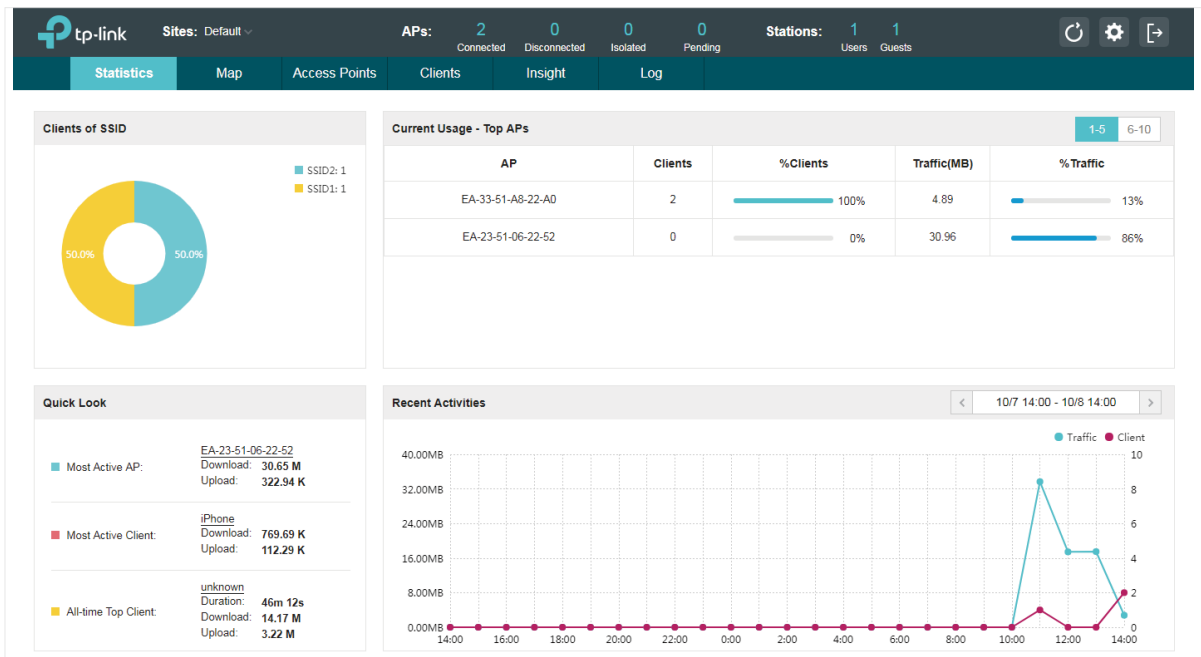 tp-link Sites: Default APs: 2 0 0 0 Stations: 1 1
Connected Disconnected Isolated Pending Users Guests
Statistics Map Access Points Clients Insight Log
Clients of SSID
SSID2: 1
SSID1: 1
50.0% 50.0%
Current Usage - Top APs 1-5 6-10
AP Clients %Clients Traffic(MB) %Traffic
EA-33-51-A8-22-A0 2 100% 4.89 13%
EA-23-51-06-22-52 0 0% 30.96 86%
Quick Look
Most Active AP: EA-23-51-06-22-52
Download: 30.65 M
Upload: 322.94 K
Most Active Client: iPhone
Download: 769.69 K
Upload: 112.29 K
All-time Top Client: unknown
Duration: 46m 12s
Download: 14.17 M
Upload: 3.22 M
Recent Activities < 10/7 14:00 - 10/8 14:00 >
Traffic Client
40.00MB 10
32.00MB 8
24.00MB 6
16.00MB 4
8.00MB 2
0.00MB 0
14:00 16:00 18:00 20:00 22:00 0:00 2:00 4:00 6:00 8:00 10:00 12:00 14:00